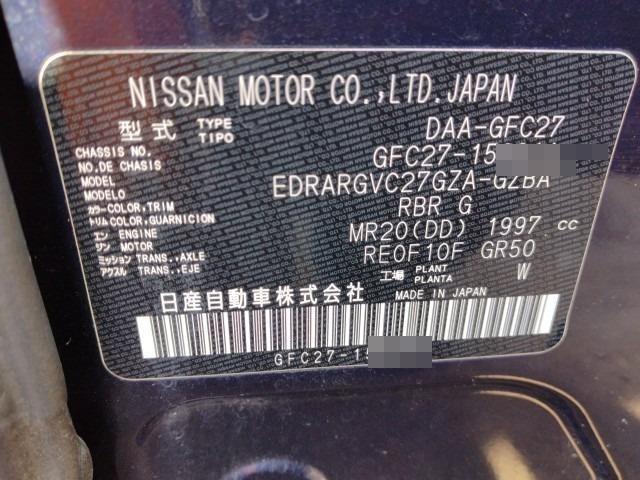 NISSAN MOTOR CO.,LTD.JAPAN
型式 TYPE TIPO DAA-GFC27
CHASSIS NO. NO.DE CHASIS GFC27-15
MODEL MODELO EDRARGVC27GZA-GZBA
カラー COLOR,TRIM トリム COLOR,GUARNICION RBR G
エンジン ENGINE MOTOR MR20(DD) 1997 cc
ミッション TRANS.,AXLE アクスル TRANS.,EJE RE0F10F GR50
工場 PLANT PLANTA W
日産自動車株式会社 MADE IN JAPAN
GFC27-15